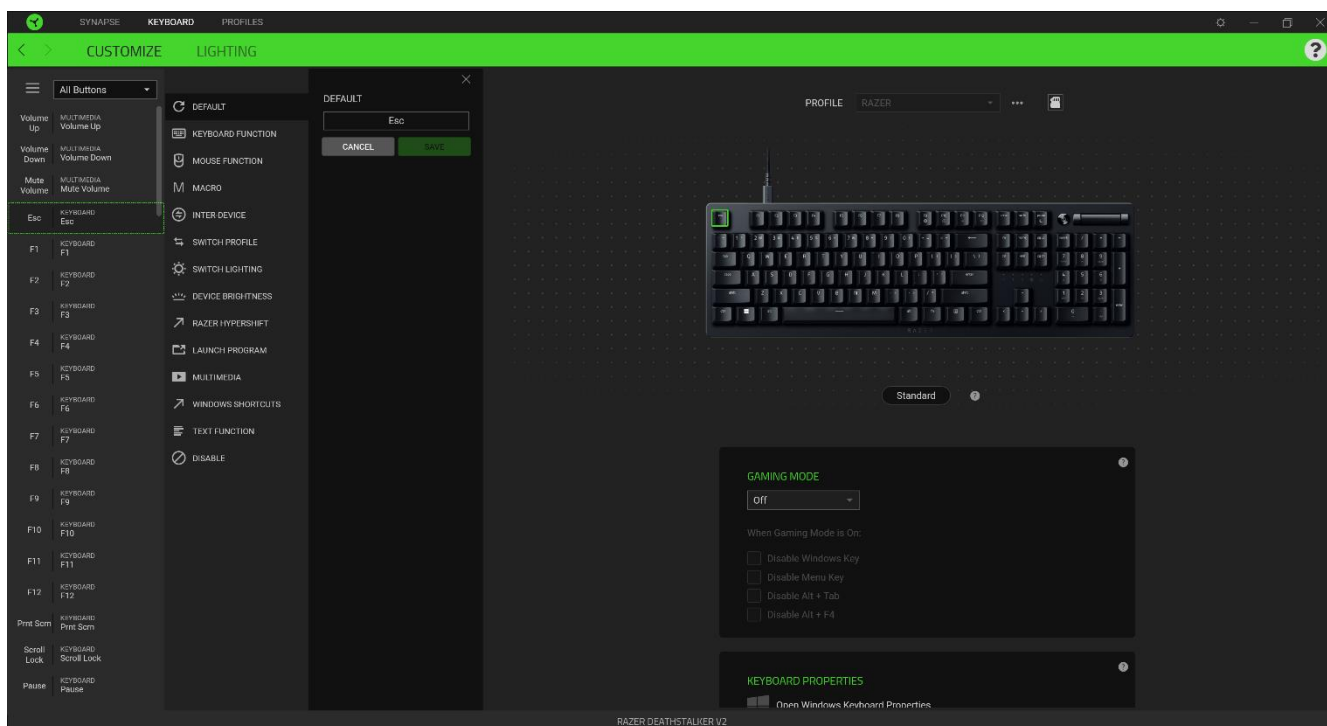 SYNAPSE KEYBOARD PROFILES
CUSTOMIZE LIGHTING
All Buttons
Volume Up MULTIMEDIA Volume Up
Volume Down MULTIMEDIA Volume Down
Mute Volume MULTIMEDIA Mute Volume
Esc KEYBOARD Esc
F1 KEYBOARD F1
F2 KEYBOARD F2
F3 KEYBOARD F3
F4 KEYBOARD F4
F5 KEYBOARD F5
F6 KEYBOARD F6
F7 KEYBOARD F7
F8 KEYBOARD F8
F9 KEYBOARD F9
F10 KEYBOARD F10
F11 KEYBOARD F11
F12 KEYBOARD F12
Prnt Scrn KEYBOARD Prnt Scrn
Scroll Lock KEYBOARD Scroll Lock
Pause KEYBOARD Pause
DEFAULT
KEYBOARD FUNCTION
MOUSE FUNCTION
MACRO
INTER-DEVICE
SWITCH PROFILE
SWITCH LIGHTING
DEVICE BRIGHTNESS
RAZER HYPERSHIFT
LAUNCH PROGRAM
MULTIMEDIA
WINDOWS SHORTCUTS
TEXT FUNCTION
DISABLE
DEFAULT
Esc
CANCEL SAVE
PROFILE RAZER
RAZER
Standard
GAMING MODE
Off
When Gaming Mode is On:
Disable Windows Key
Disable Menu Key
Disable Alt + Tab
Disable Alt + F4
KEYBOARD PROPERTIES
Open Windows Keyboard Properties
RAZER DEATHSTALKER V2